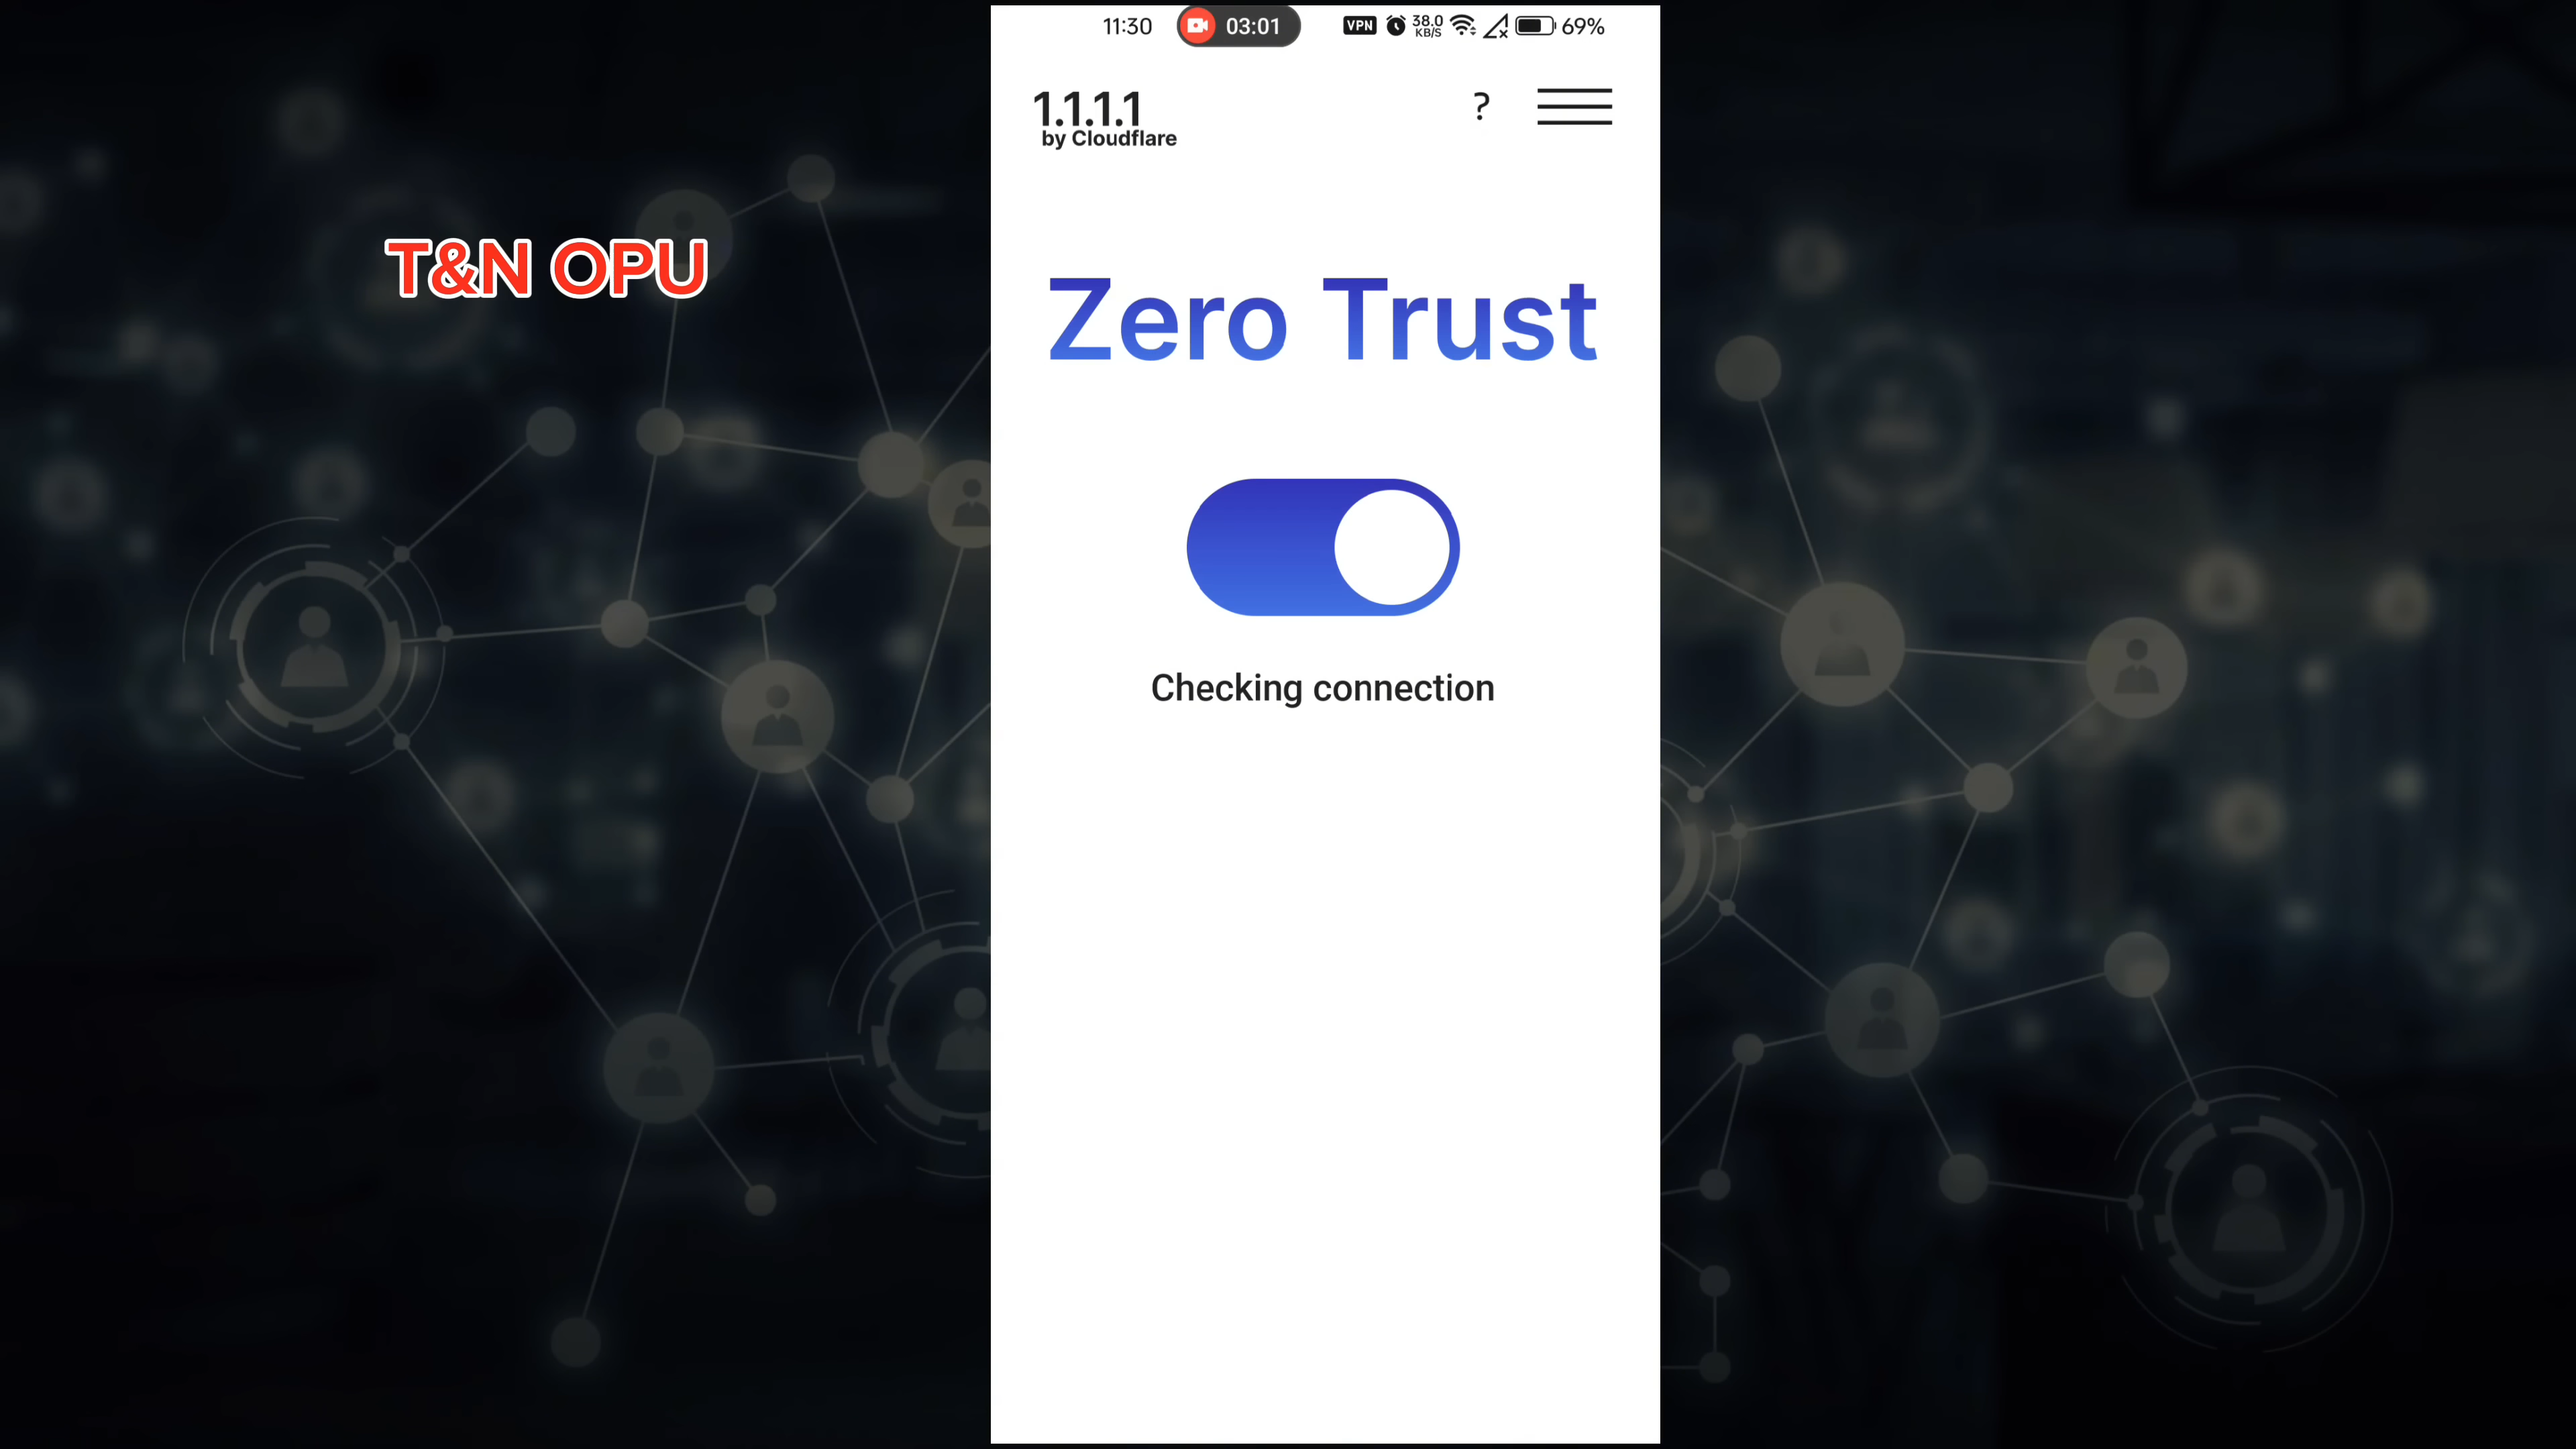 11:30
03:01
VPN
38.0
KB/S
69%
1.1.1.1
by Cloudflare
?
T&N OPU
Zero Trust
Checking connection